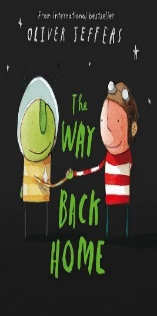 From international bestseller
OLIVER JEFFERS
The
WAY
BACK
HOME